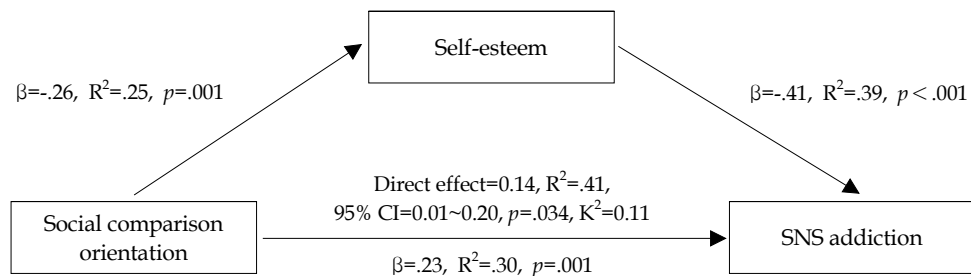 Self-esteem
β=-.26, R²=.25, p=.001
β=-.41, R²=.39, p<.001
Direct effect=0.14, R²=.41,
95% CI=0.01~0.20, p=.034, K²=0.11
Social comparison
orientation
SNS addiction
β=.23, R²=.30, p=.001